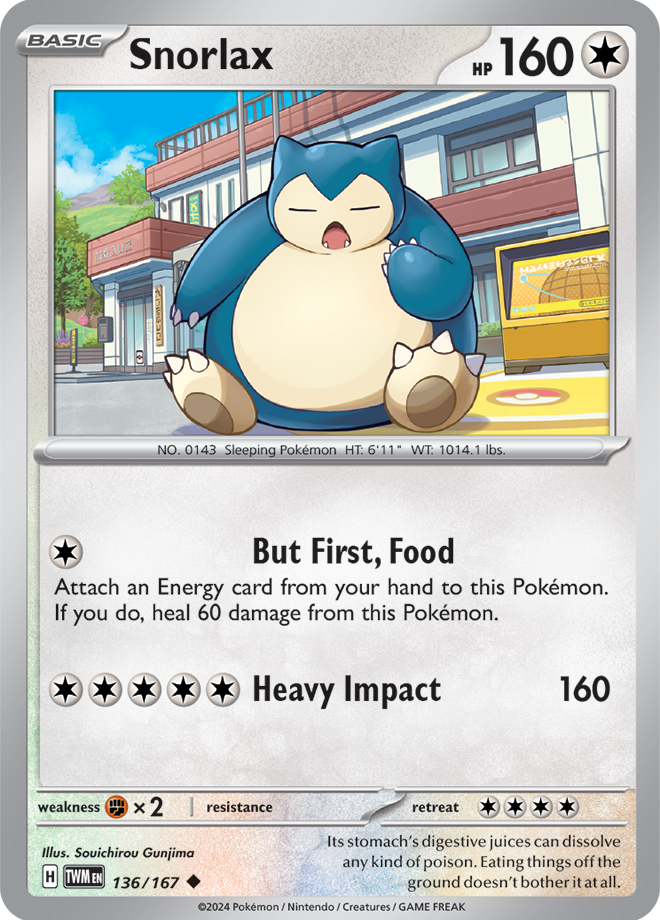 BASIC
Snorlax
HP 160
NO. 0143 Sleeping Pokémon HT: 6'11" WT: 1014.1 lbs.
But First, Food
Attach an Energy card from your hand to this Pokémon.
If you do, heal 60 damage from this Pokémon.
Heavy Impact 160
weakness ×2 resistance retreat
Illus. Souichirou Gunjima
H TWM EN 136/167
Its stomach's digestive juices can dissolve
any kind of poison. Eating things off the
ground doesn't bother it at all.
©2024 Pokémon / Nintendo / Creatures / GAME FREAK